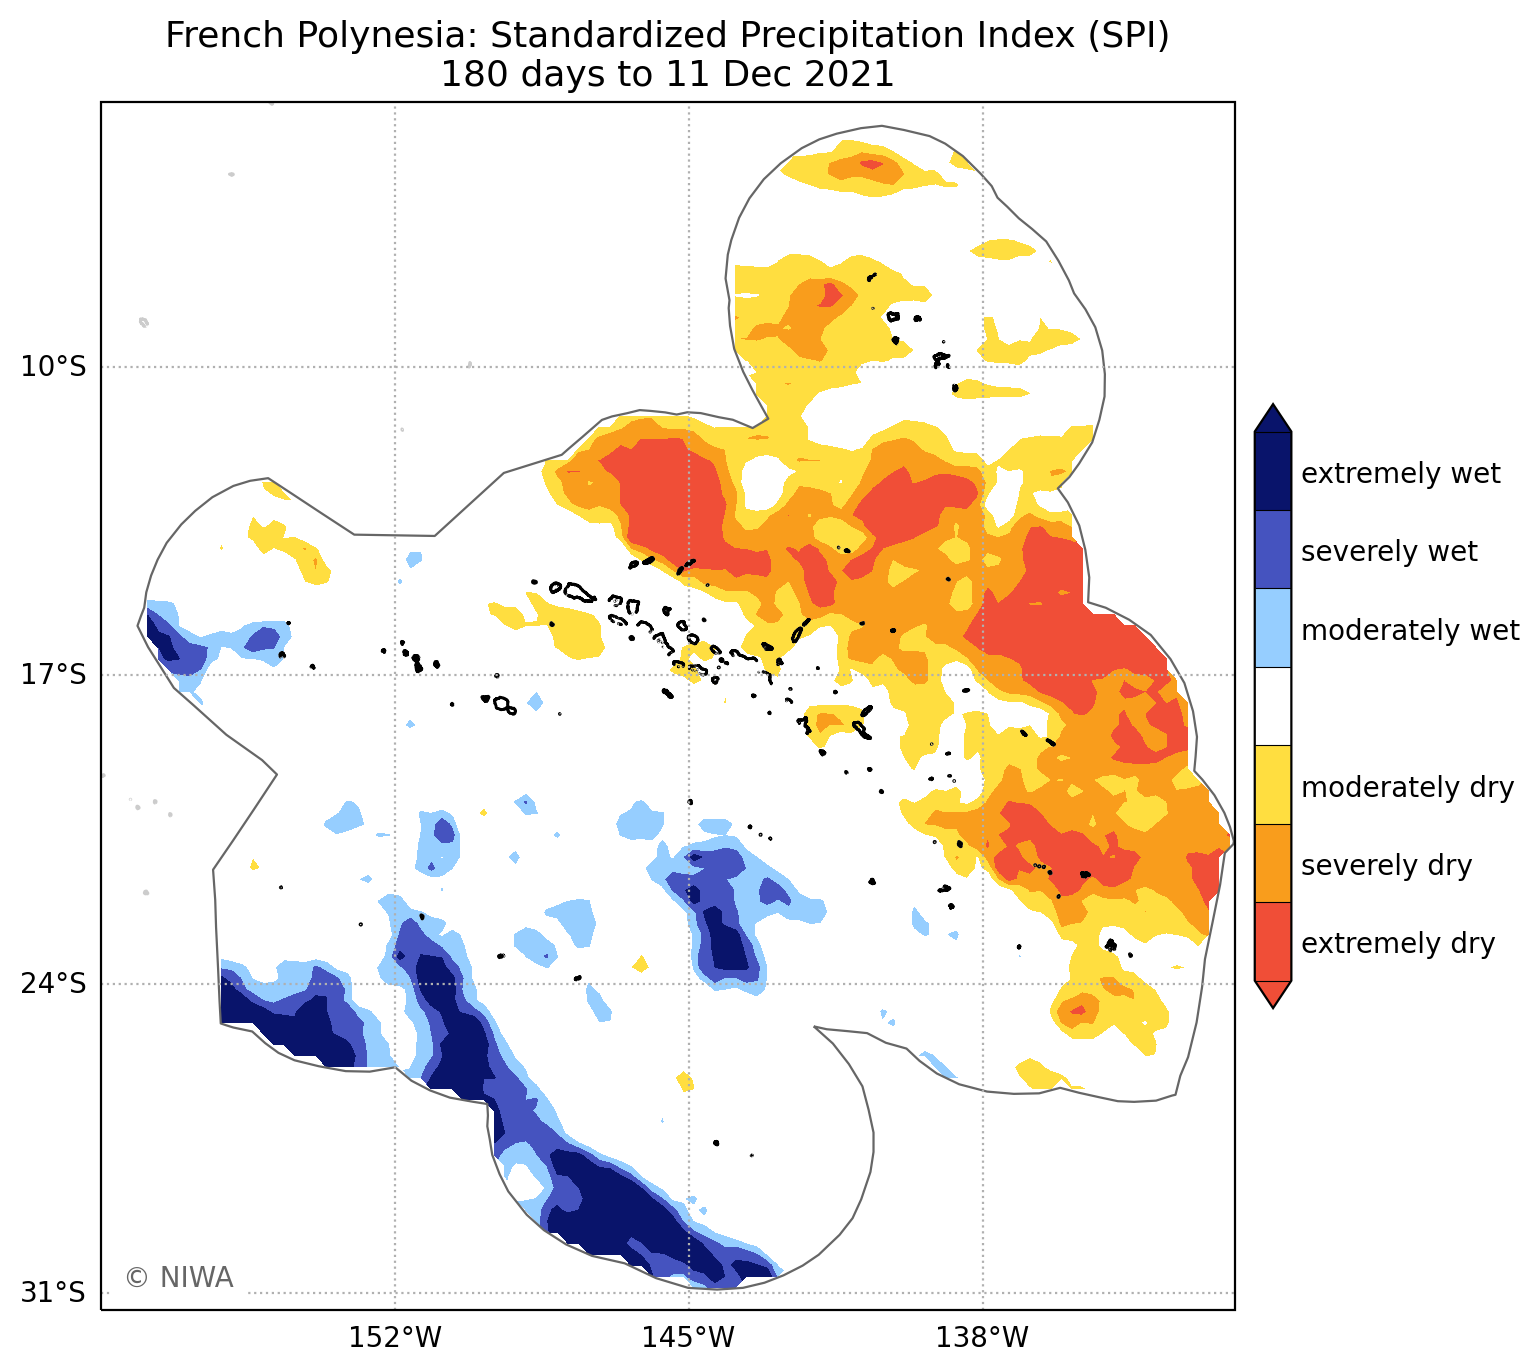 French Polynesia: Standardized Precipitation Index (SPI)
180 days to 11 Dec 2021
10°S
17°S
24°S
31°S
152°W
145°W
138°W
© NIWA
extremely wet
severely wet
moderately wet
moderately dry
severely dry
extremely dry